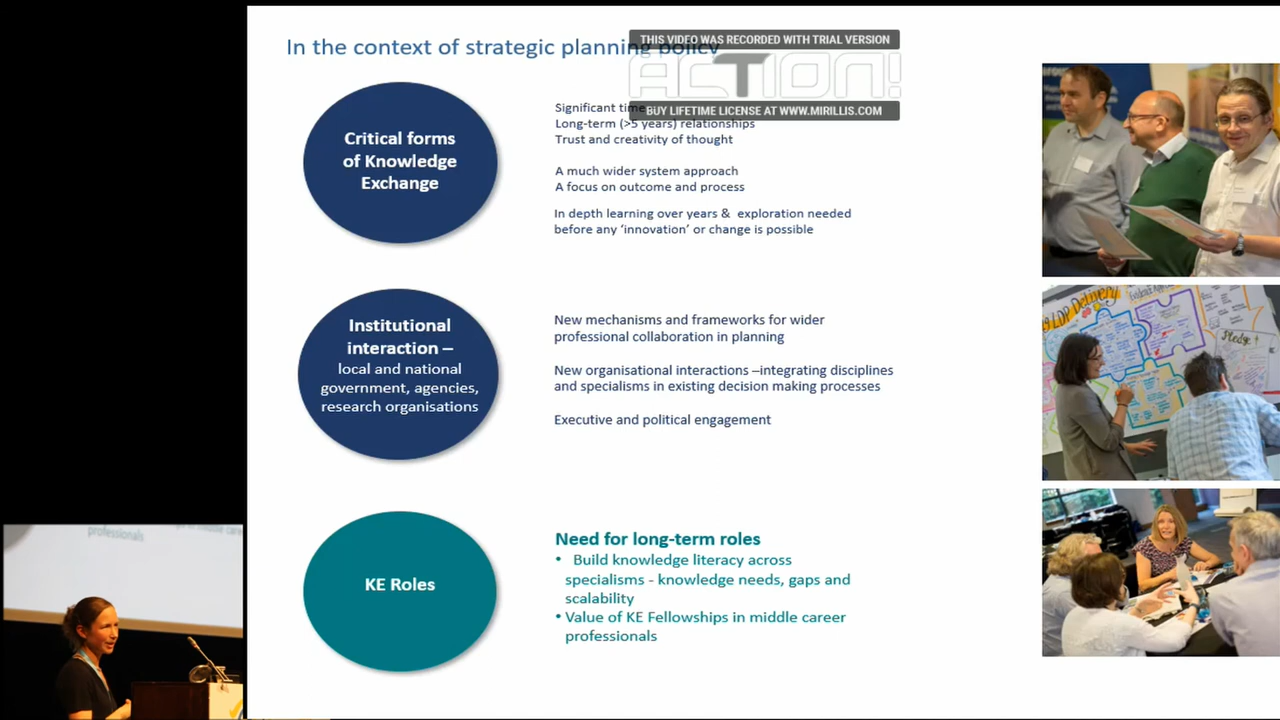 In the context of strategic planning policy
THIS VIDEO WAS RECORDED WITH TRIAL VERSION
ACTION!
BUY LIFETIME LICENSE AT WWW.MIRILLIS.COM
Critical forms
of Knowledge
Exchange
Significant time
Long-term (>5 years) relationships
Trust and creativity of thought
A much wider system approach
A focus on outcome and process
In depth learning over years & exploration needed
before any ‘innovation’ or change is possible
Institutional
interaction –
local and national
government, agencies,
research organisations
New mechanisms and frameworks for wider
professional collaboration in planning
New organisational interactions –integrating disciplines
and specialisms in existing decision making processes
Executive and political engagement
KE Roles
Need for long-term roles
• Build knowledge literacy across
specialisms - knowledge needs, gaps and
scalability
• Value of KE Fellowships in middle career
professionals
LDP Delivery
Pledge!
professionals